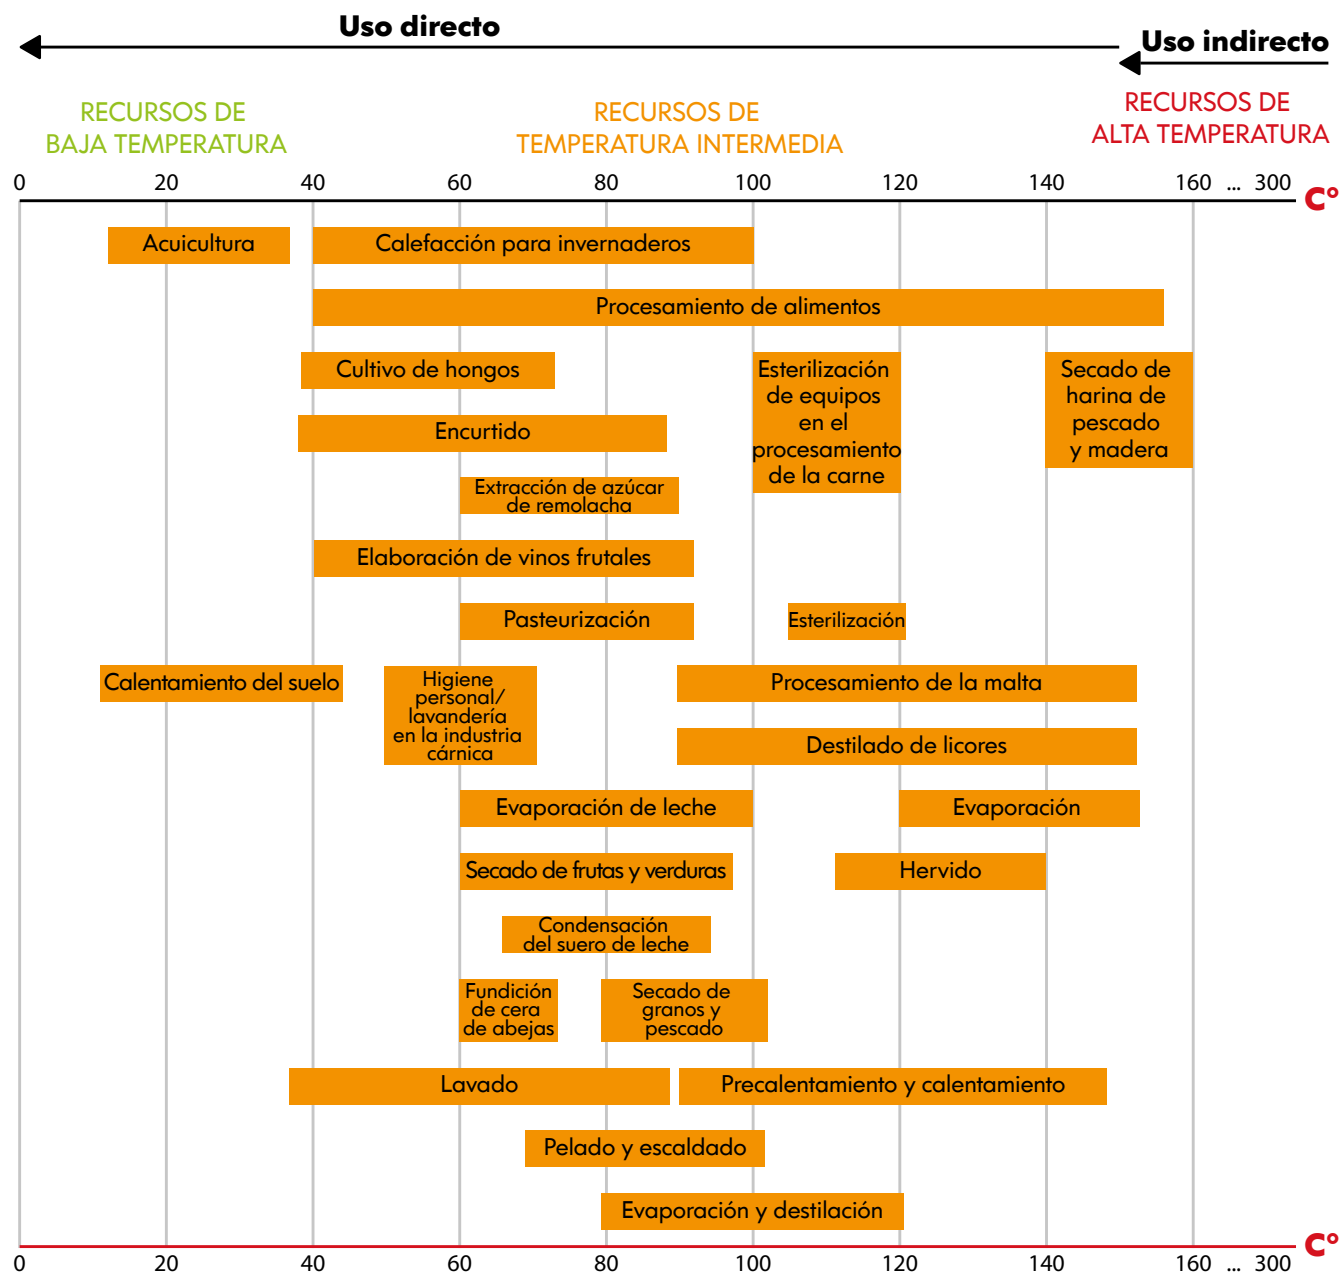 Uso directo
Uso indirecto
RECURSOS DE
BAJA TEMPERATURA
RECURSOS DE
TEMPERATURA INTERMEDIA
RECURSOS DE
ALTA TEMPERATURA
0 20 40 60 80 100 120 140 160 ... 300
C°
Acuicultura
Calefacción para invernaderos
Procesamiento de alimentos
Cultivo de hongos
Esterilización
de equipos
en el
procesamiento
de la carne
Secado de
harina de
pescado
y madera
Encurtido
Extracción de azúcar
de remolacha
Elaboración de vinos frutales
Pasteurización
Esterilización
Calentamiento del suelo
Higiene
personal/
lavandería
en la industria
cárnica
Procesamiento de la malta
Destilado de licores
Evaporación de leche
Evaporación
Secado de frutas y verduras
Hervido
Condensación
del suero de leche
Fundición
de cera
de abejas
Secado de
granos y
pescado
Lavado
Precalentamiento y calentamiento
Pelado y escaldado
Evaporación y destilación
C°
0 20 40 60 80 100 120 140 160 ... 300